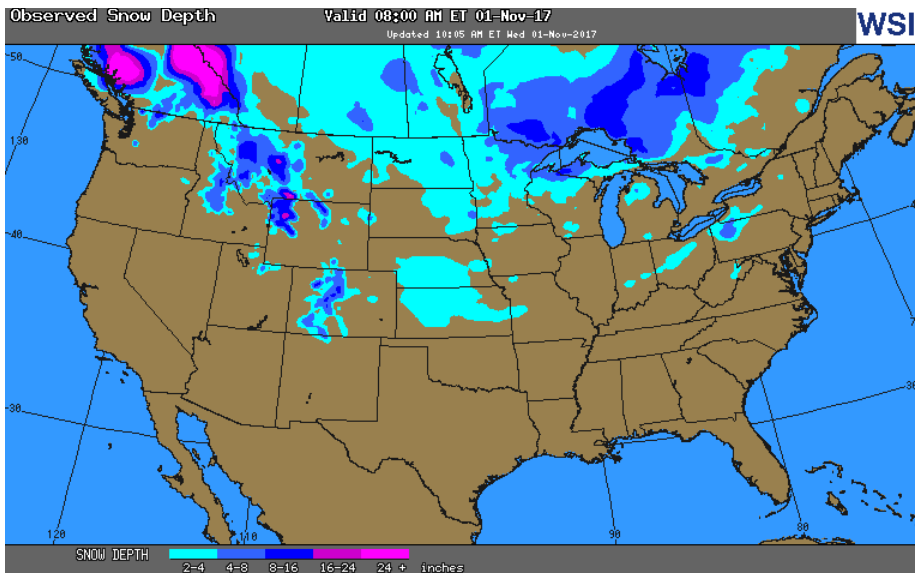 Observed Snow Depth
Valid 08:00 AM ET 01-Nov-17
Updated 10:05 AM ET Wed 01-Nov-2017
WSI
-50
130
-40
-30
120
110
90
80
SNOW DEPTH
2-4 4-8 8-16 16-24 24 + inches